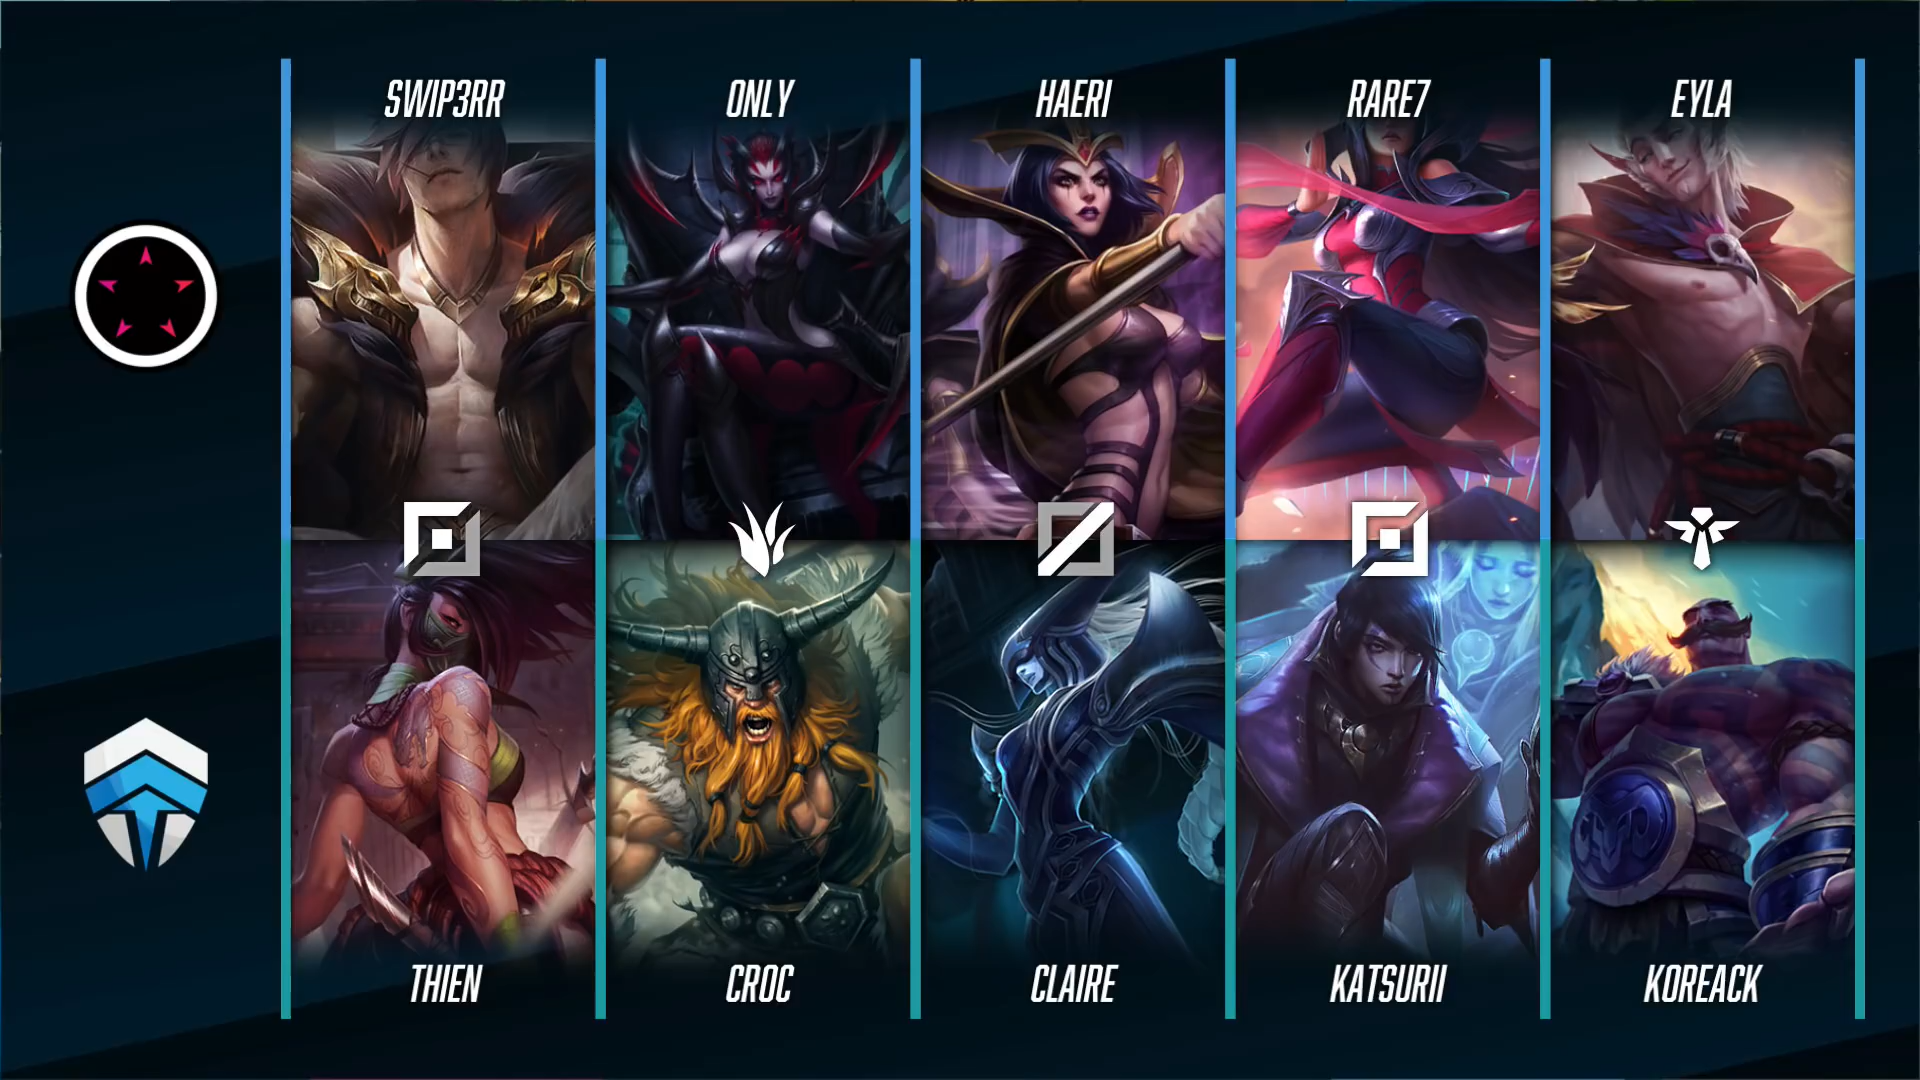 SWIP3RR
ONLY
HAERI
RARE7
EYLA
THIEN
CROC
CLAIRE
KATSURII
KOREACK